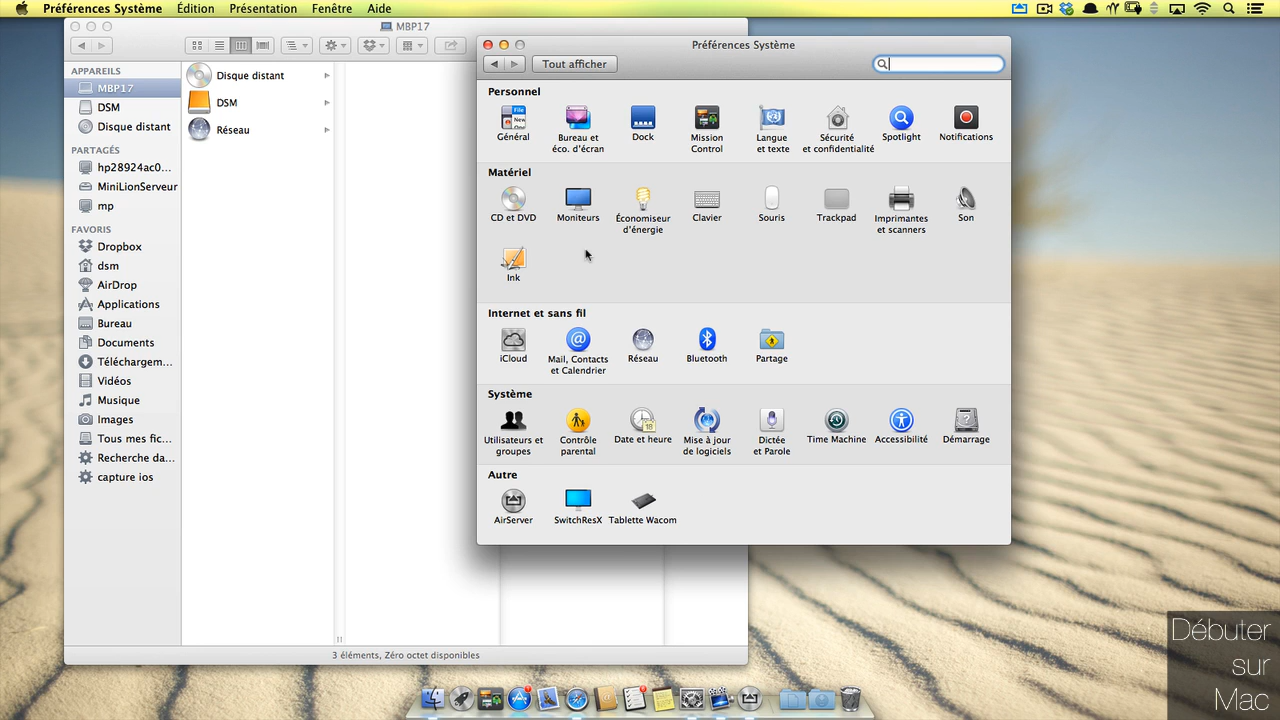 Préférences Système Édition Présentation Fenêtre Aide
MBP17
APPAREILS
MBP17
DSM
Disque distant
PARTAGÉS
hp28924ac0...
MiniLionServeur
mp
FAVORIS
Dropbox
dsm
AirDrop
Applications
Bureau
Documents
Téléchargem...
Vidéos
Musique
Images
Tous mes fic...
Recherche da...
capture ios
Disque distant
DSM
Réseau
3 éléments, Zéro octet disponibles
Préférences Système
Tout afficher
Personnel
Général
Bureau et
éco. d'écran
Dock
Mission
Control
Langue
et texte
Sécurité
et confidentialité
Spotlight
Notifications
Matériel
CD et DVD
Moniteurs
Économiseur
d'énergie
Clavier
Souris
Trackpad
Imprimantes
et scanners
Son
Ink
Internet et sans fil
iCloud
Mail, Contacts
et Calendrier
Réseau
Bluetooth
Partage
Système
Utilisateurs et
groupes
Contrôle
parental
Date et heure
Mise à jour
de logiciels
Dictée
et Parole
Time Machine
Accessibilité
Démarrage
Autre
AirServer
SwitchResX
Tablette Wacom
Débuter
sur
Mac